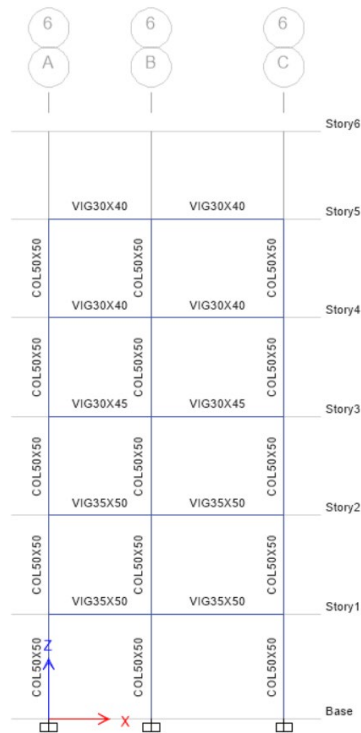 6 6 6
A B C
Story6
VIG30X40 VIG30X40 Story5
COL50X50 COL50X50 COL50X50
VIG30X40 VIG30X40 Story4
COL50X50 COL50X50 COL50X50
VIG30X45 VIG30X45 Story3
COL50X50 COL50X50 COL50X50
VIG35X50 VIG35X50 Story2
COL50X50 COL50X50 COL50X50
VIG35X50 VIG35X50 Story1
COL50X50 COL50X50 COL50X50
Z
X
Base